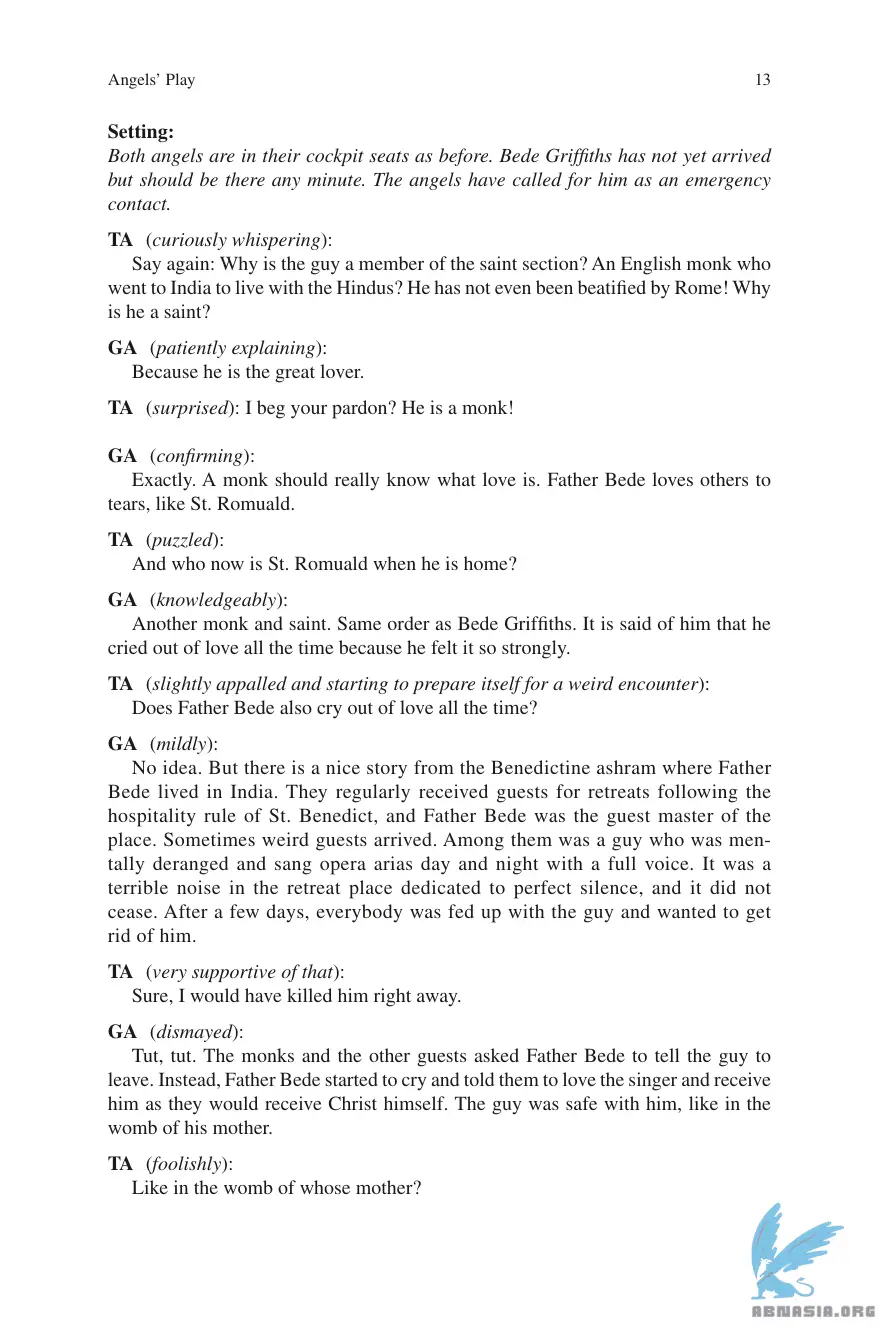 Angels’ Play 13
Setting:
Both angels are in their cockpit seats as before. Bede Griffiths has not yet arrived
but should be there any minute. The angels have called for him as an emergency
contact.
TA (curiously whispering):
Say again: Why is the guy a member of the saint section? An English monk who
went to India to live with the Hindus? He has not even been beatified by Rome! Why
is he a saint?
GA (patiently explaining):
Because he is the great lover.
TA (surprised): I beg your pardon? He is a monk!
GA (confirming):
Exactly. A monk should really know what love is. Father Bede loves others to
tears, like St. Romuald.
TA (puzzled):
And who now is St. Romuald when he is home?
GA (knowledgeably):
Another monk and saint. Same order as Bede Griffiths. It is said of him that he
cried out of love all the time because he felt it so strongly.
TA (slightly appalled and starting to prepare itself for a weird encounter):
Does Father Bede also cry out of love all the time?
GA (mildly):
No idea. But there is a nice story from the Benedictine ashram where Father
Bede lived in India. They regularly received guests for retreats following the
hospitality rule of St. Benedict, and Father Bede was the guest master of the
place. Sometimes weird guests arrived. Among them was a guy who was men-
tally deranged and sang opera arias day and night with a full voice. It was a
terrible noise in the retreat place dedicated to perfect silence, and it did not
cease. After a few days, everybody was fed up with the guy and wanted to get
rid of him.
TA (very supportive of that):
Sure, I would have killed him right away.
GA (dismayed):
Tut, tut. The monks and the other guests asked Father Bede to tell the guy to
leave. Instead, Father Bede started to cry and told them to love the singer and receive
him as they would receive Christ himself. The guy was safe with him, like in the
womb of his mother.
TA (foolishly):
Like in the womb of whose mother?
ABNASIA.ORG